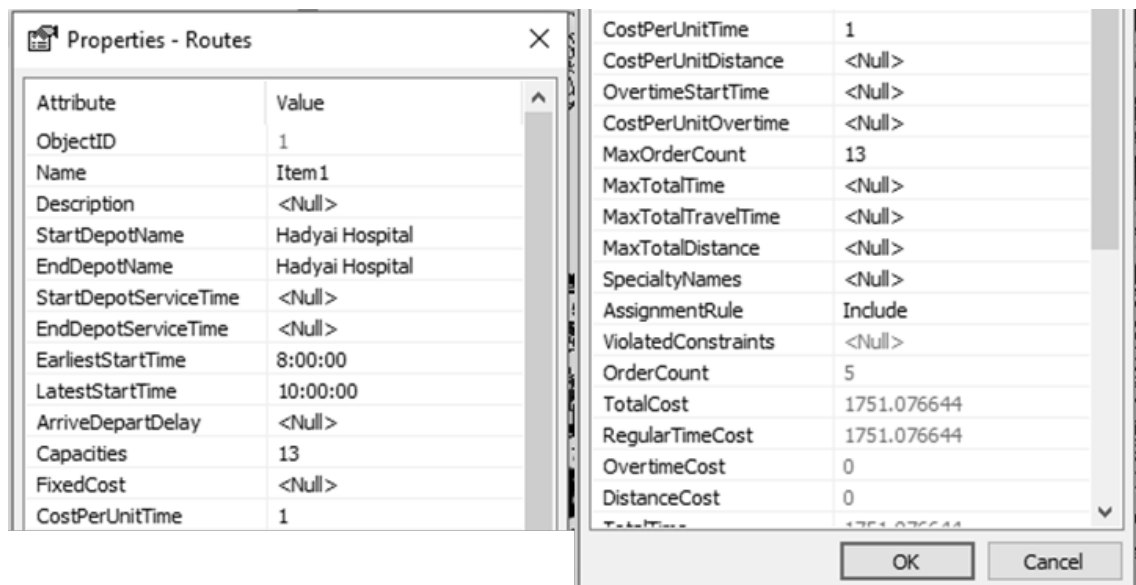 Properties - Routes
Attribute Value
ObjectID 1
Name Item1
Description <Null>
StartDepotName Hadyai Hospital
EndDepotName Hadyai Hospital
StartDepotServiceTime <Null>
EndDepotServiceTime <Null>
EarliestStartTime 8:00:00
LatestStartTime 10:00:00
ArriveDepartDelay <Null>
Capacities 13
FixedCost <Null>
CostPerUnitTime 1
CostPerUnitTime 1
CostPerUnitDistance <Null>
OvertimeStartTime <Null>
CostPerUnitOvertime <Null>
MaxOrderCount 13
MaxTotalTime <Null>
MaxTotalTravelTime <Null>
MaxTotalDistance <Null>
SpecialtyNames <Null>
AssignmentRule Include
ViolatedConstraints <Null>
OrderCount 5
TotalCost 1751.076644
RegularTimeCost 1751.076644
OvertimeCost 0
DistanceCost 0
TotalTime 1751.076644
OK Cancel